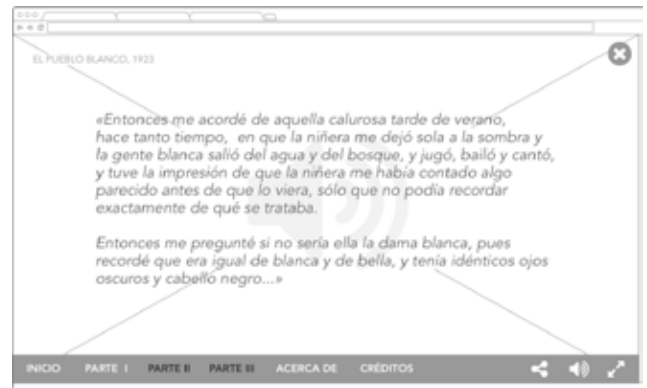 EL PUEBLO BLANCO, 1923
«Entonces me acordé de aquella calurosa tarde de verano,
hace tanto tiempo, en que la niñera me dejó sola a la sombra y
la gente blanca salió del agua y del bosque, y jugó, bailó y cantó,
y tuve la impresión de que la niñera me había contado algo
parecido antes de que lo viera, sólo que no podía recordar
exactamente de qué se trataba.
Entonces me pregunté si no sería ella la dama blanca, pues
recordé que era igual de blanca y de bella, y tenía idénticos ojos
oscuros y cabello negro...»
INICIO PARTE I PARTE II PARTE III ACERCA DE CRÉDITOS